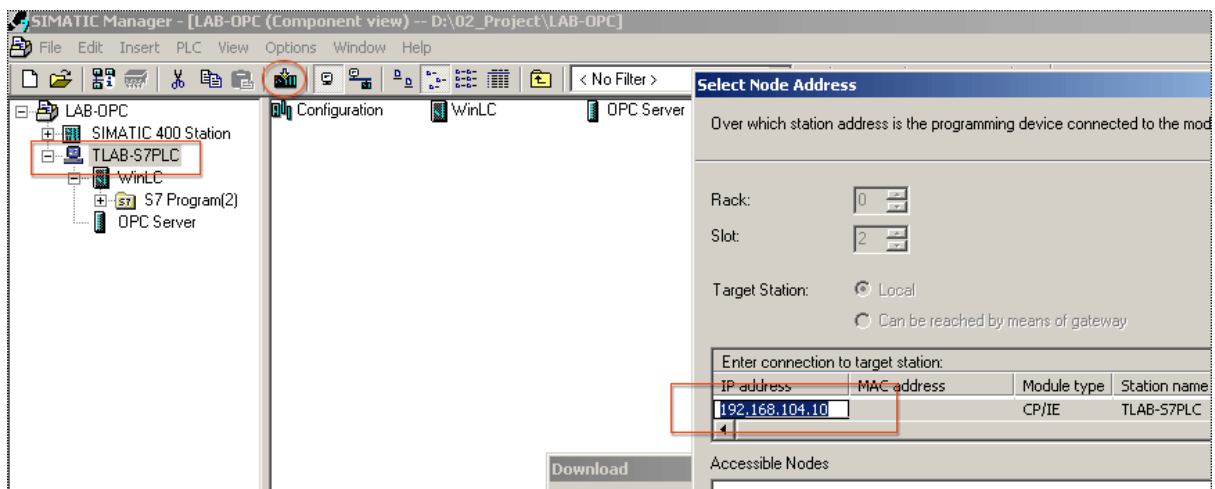 SIMATIC Manager - [LAB-OPC (Component view) -- D:\02_Project\LAB-OPC]
File Edit Insert PLC View Options Window Help
< No Filter >
LAB-OPC
SIMATIC 400 Station
TLAB-S7PLC
WinLC
S7 Program(2)
OPC Server
Configuration WinLC OPC Server
Select Node Address
Over which station address is the programming device connected to the mod
Rack: 0
Slot: 2
Target Station: Local
Can be reached by means of gateway
Enter connection to target station:
IP address MAC address Module type Station name
192.168.104.10 CP/IE TLAB-S7PLC
Accessible Nodes
Download